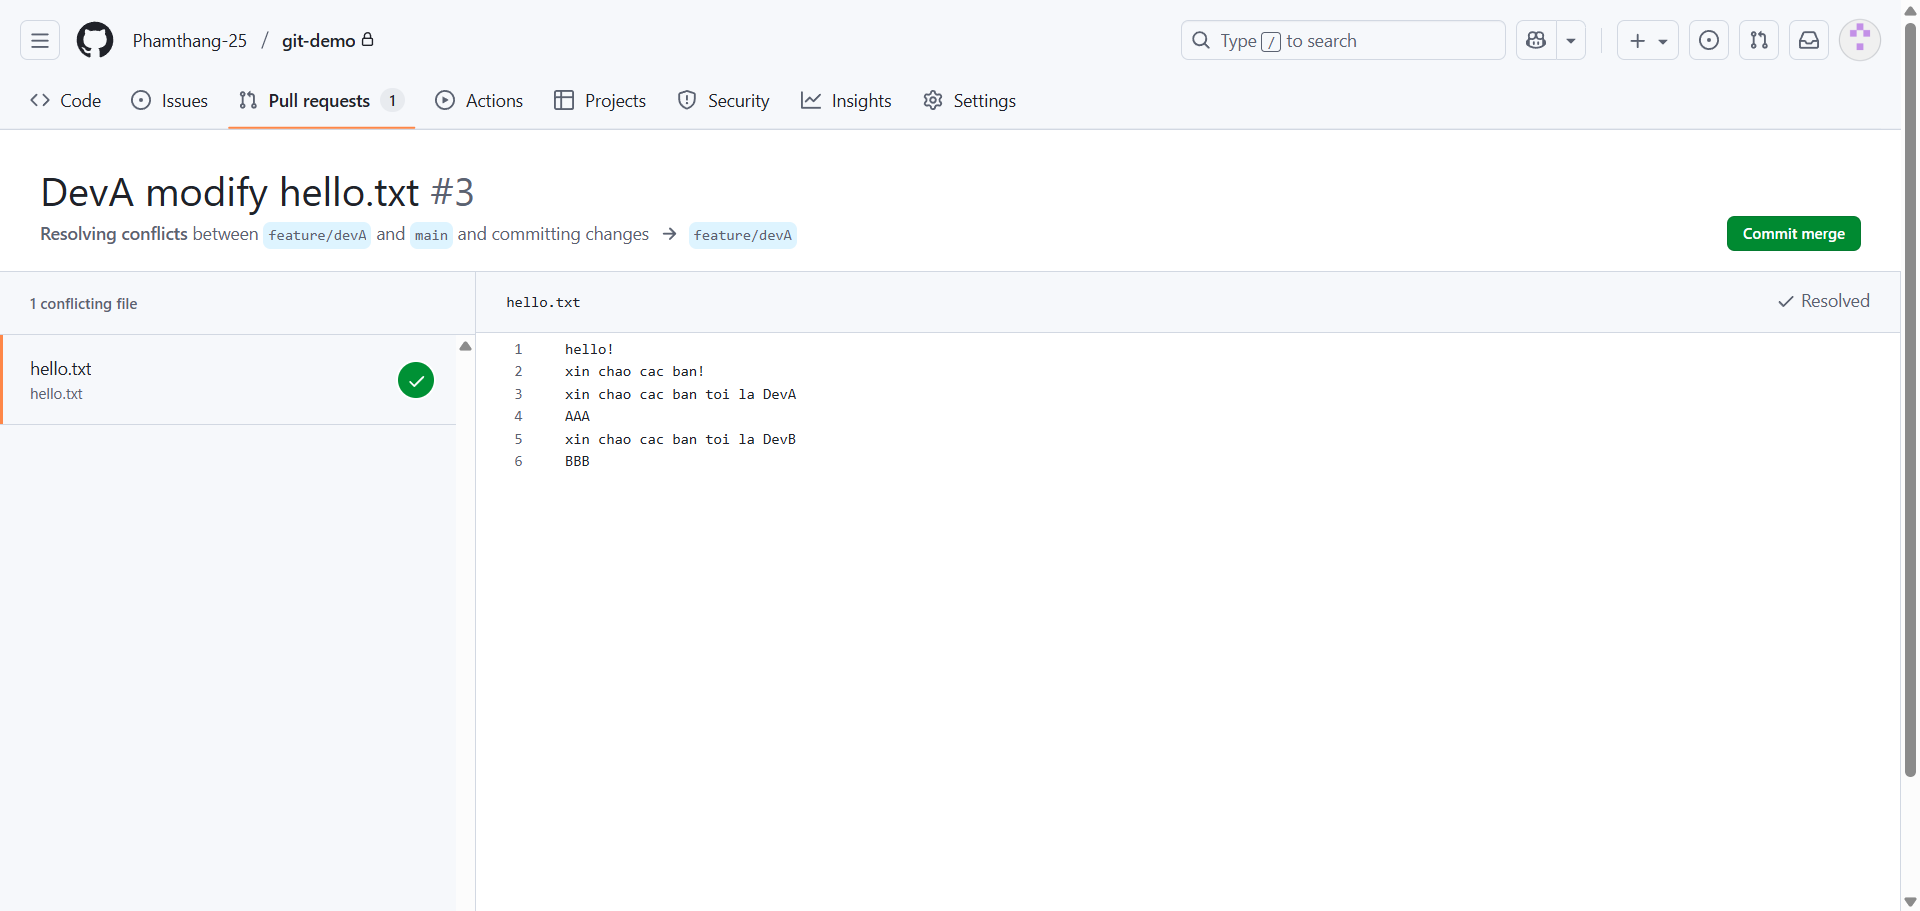 Phamthang-25 / git-demo
Type / to search
Code
Issues
Pull requests 1
Actions
Projects
Security
Insights
Settings
DevA modify hello.txt #3
Resolving conflicts between feature/devA and main and committing changes → feature/devA
Commit merge
1 conflicting file
hello.txt
hello.txt
hello.txt
Resolved
1 hello!
2 xin chao cac ban!
3 xin chao cac ban toi la DevA
4 AAA
5 xin chao cac ban toi la DevB
6 BBB